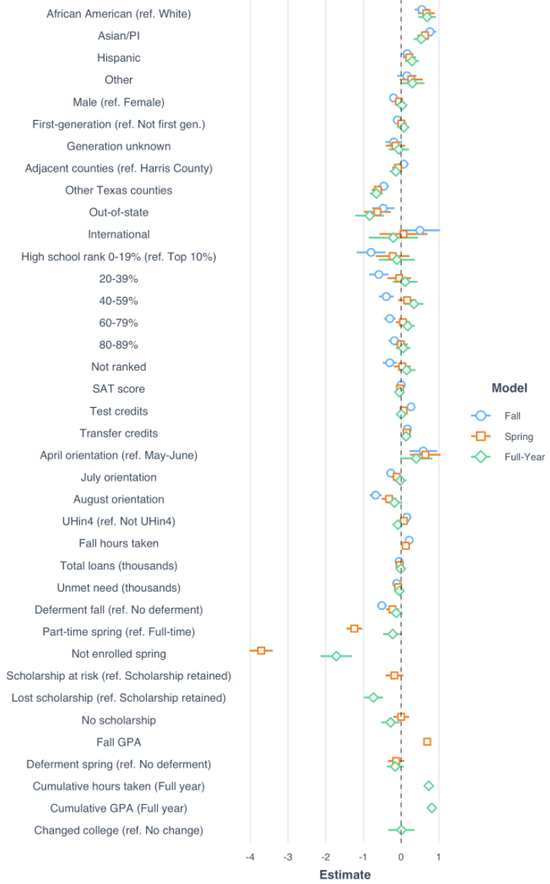 African American (ref. White)
Asian/PI
Hispanic
Other
Male (ref. Female)
First-generation (ref. Not first gen.)
Generation unknown
Adjacent counties (ref. Harris County)
Other Texas counties
Out-of-state
International
High school rank 0-19% (ref. Top 10%)
20-39%
40-59%
60-79%
80-89%
Not ranked
SAT score
Test credits
Transfer credits
April orientation (ref. May-June)
July orientation
August orientation
UHin4 (ref. Not UHin4)
Fall hours taken
Total loans (thousands)
Unmet need (thousands)
Deferment fall (ref. No deferment)
Part-time spring (ref. Full-time)
Not enrolled spring
Scholarship at risk (ref. Scholarship retained)
Lost scholarship (ref. Scholarship retained)
No scholarship
Fall GPA
Deferment spring (ref. No deferment)
Cumulative hours taken (Full year)
Cumulative GPA (Full year)
Changed college (ref. No change)
-4 -3 -2 -1 0 1
Estimate
Model
Fall
Spring
Full-Year